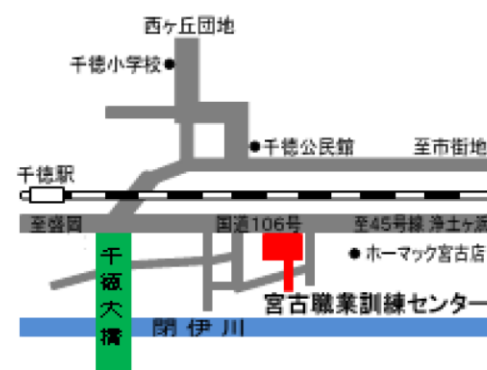 西ヶ丘団地
千徳小学校
千徳公民館
至市街地
千徳駅
至盛岡
国道106号
至45号線 浄土ヶ浜
千徳大橋
ホーマック宮古店
宮古職業訓練センター
閉伊川